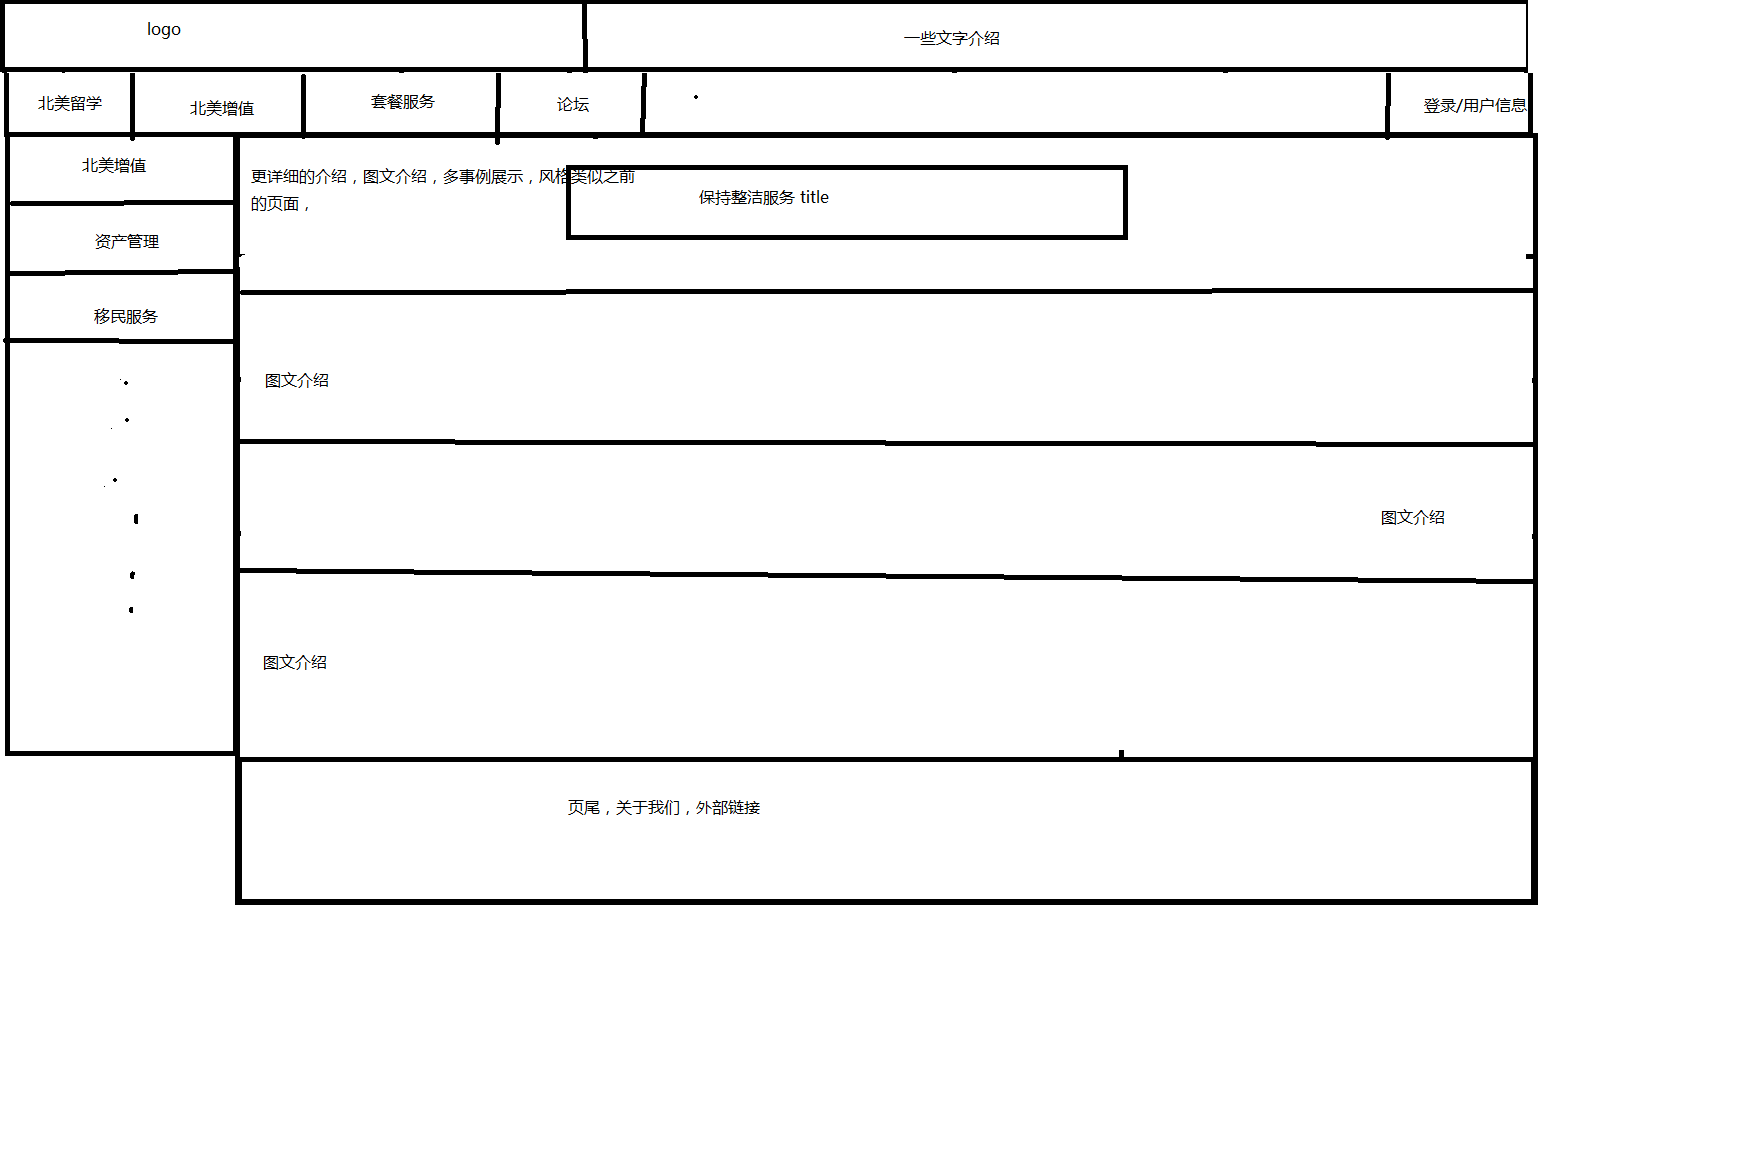 logo
一些文字介绍
北美留学
北美增值
套餐服务
论坛
登录/用户信息
北美增值
资产管理
移民服务
更详细的介绍，图文介绍，多事例展示，风格类似之前
的页面，
保持整洁服务 title
图文介绍
图文介绍
图文介绍
页尾，关于我们，外部链接